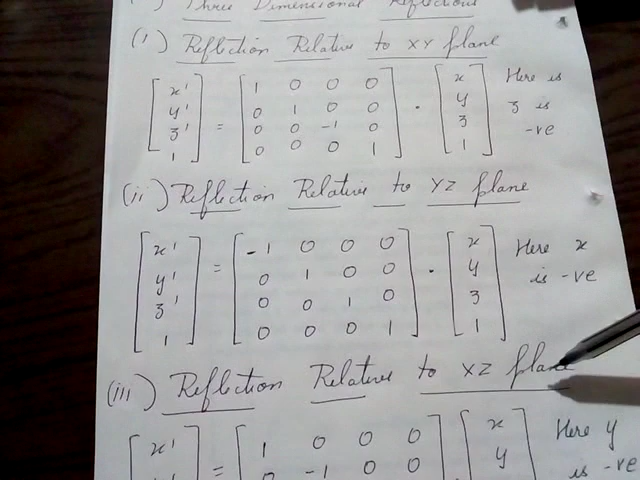 Three Dimensional Reflections
(i) Reflection Relative to XY plane
x' 1 0 0 0 x Here is
y' 0 1 0 0 y z is
z' = 0 0 -1 0 . z -ve
1 0 0 0 1 1
(ii) Reflection Relative to YZ plane
x' -1 0 0 0 x Here x
y' = 0 1 0 0 . y is -ve
z' 0 0 1 0 z
1 0 0 0 1 1
(iii) Reflection Relative to XZ plane
x' = 1 0 0 0 x Here y
0 -1 0 0 . y is -ve